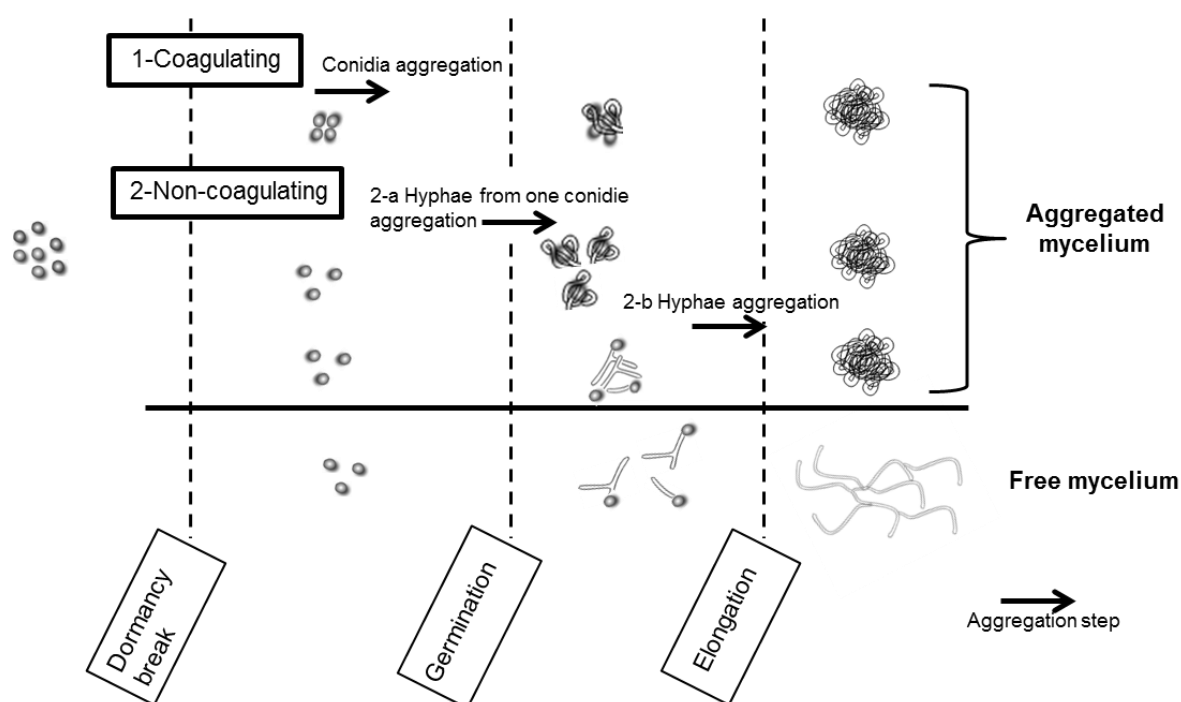 1-Coagulating
Conidia aggregation
2-Non-coagulating
2-a Hyphae from one conidie
aggregation
2-b Hyphae aggregation
Aggregated
mycelium
Free mycelium
Dormancy
break
Germination
Elongation
Aggregation step